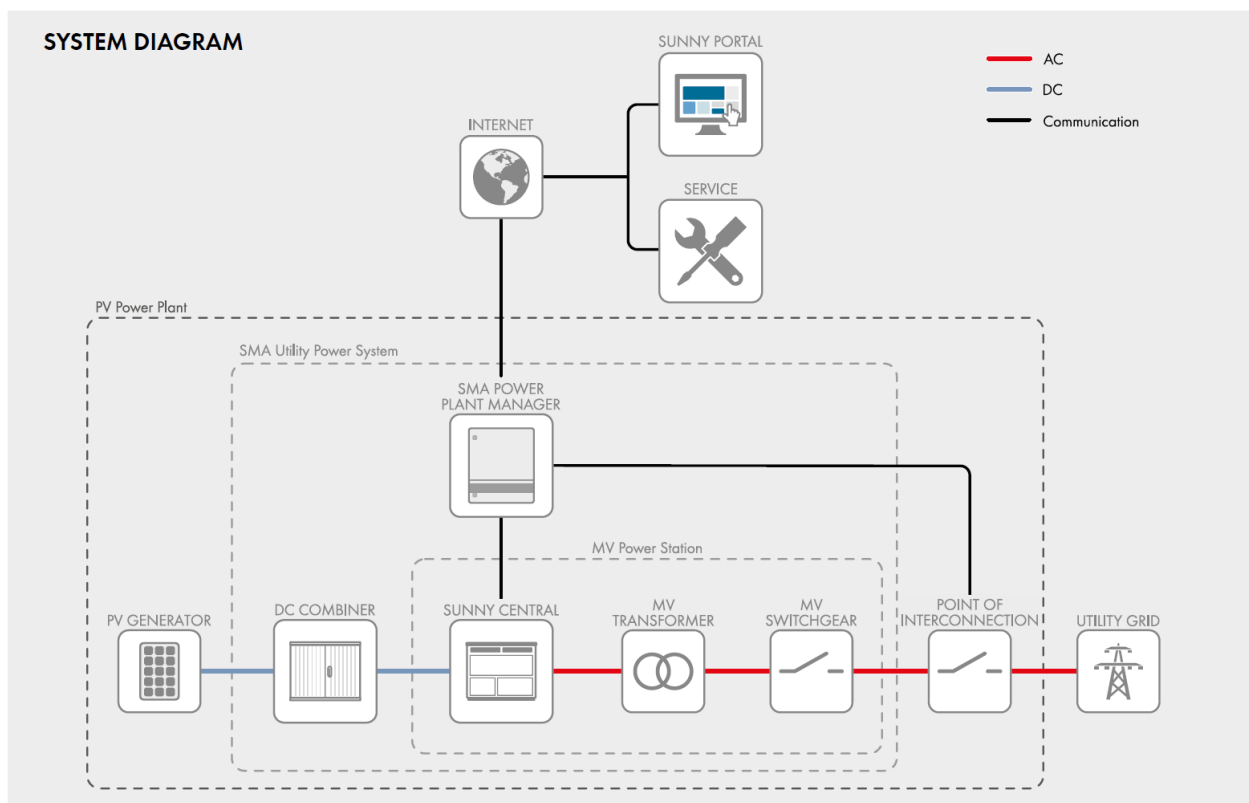 SYSTEM DIAGRAM
SUNNY PORTAL
AC
DC
Communication
INTERNET
SERVICE
PV Power Plant
SMA Utility Power System
SMA POWER
PLANT MANAGER
MV Power Station
PV GENERATOR
DC COMBINER
SUNNY CENTRAL
MV
TRANSFORMER
MV
SWITCHGEAR
POINT OF
INTERCONNECTION
UTILITY GRID